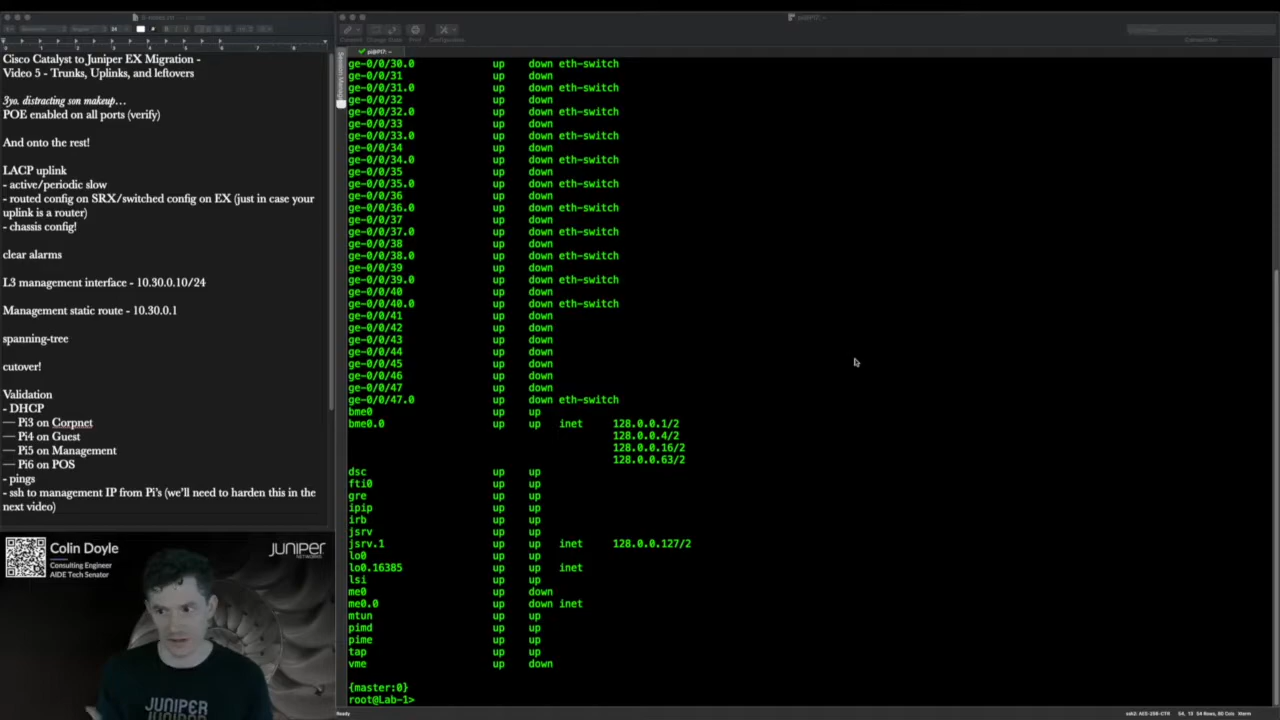 6-notes.rtf
Cisco Catalyst to Juniper EX Migration -
Video 5 - Trunks, Uplinks, and leftovers
3yo. distracting son makeup…
POE enabled on all ports (verify)
And onto the rest!
LACP uplink
- active/periodic slow
- routed config on SRX/switched config on EX (just in case your
uplink is a router)
- chassis config!
clear alarms
L3 management interface - 10.30.0.10/24
Management static route - 10.30.0.1
spanning-tree
cutover!
Validation
- DHCP
— Pi3 on Corpnet
— Pi4 on Guest
— Pi5 on Management
— Pi6 on POS
- pings
- ssh to management IP from Pi's (we'll need to harden this in the
next video)
Colin Doyle
Consulting Engineer
AIDE Tech Senator
JUNIPER
NETWORKS
JUNIPER
Session Manager
ge-0/0/30.0 up down eth-switch
ge-0/0/31 up down
ge-0/0/31.0 up down eth-switch
ge-0/0/32 up down
ge-0/0/32.0 up down eth-switch
ge-0/0/33 up down
ge-0/0/33.0 up down eth-switch
ge-0/0/34 up down
ge-0/0/34.0 up down eth-switch
ge-0/0/35 up down
ge-0/0/35.0 up down eth-switch
ge-0/0/36 up down
ge-0/0/36.0 up down eth-switch
ge-0/0/37 up down
ge-0/0/37.0 up down eth-switch
ge-0/0/38 up down
ge-0/0/38.0 up down eth-switch
ge-0/0/39 up down
ge-0/0/39.0 up down eth-switch
ge-0/0/40 up down
ge-0/0/40.0 up down eth-switch
ge-0/0/41 up down
ge-0/0/42 up down
ge-0/0/43 up down
ge-0/0/44 up down
ge-0/0/45 up down
ge-0/0/46 up down
ge-0/0/47 up down
ge-0/0/47.0 up down eth-switch
bme0 up up
bme0.0 up up inet 128.0.0.1/2
128.0.0.4/2
128.0.0.16/2
128.0.0.63/2
dsc up up
fti0 up up
gre up up
ipip up up
irb up up
jsrv up up
jsrv.1 up up inet 128.0.0.127/2
lo0 up up
lo0.16385 up up inet
lsi up up
me0 up down
me0.0 up down inet
mtun up up
pimd up up
pime up up
tap up up
vme up down
{master:0}
root@Lab-1>
Ready